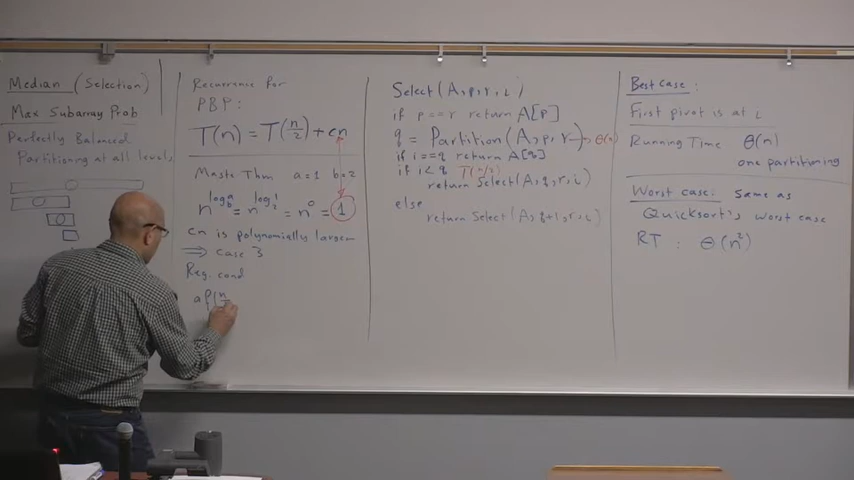 Median (Selection)
Max Subarray Prob
Perfectly Balanced
Partitioning at all levels
Recurrence for
PBP:
T(n) = T(n/2) + cn
Maste Thm a=1 b=2
n^log_b a = n^log_2 1 = n^0 = 1
cn is polynomially larger
⇒ case 3
Reg. cond
a f(n/
Select(A,p,r,i)
if p==r return A[p]
q = Partition(A,p,r) → θ(n)
if i==q return A[q]
if i<q T(n/2)
return Select(A,q,r,i)
else
return Select(A,q+1,r,i)
Best case:
First pivot is at i
Running Time θ(n)
one partitioning
Worst case: same as
Quicksort's worst case
RT : θ(n²)